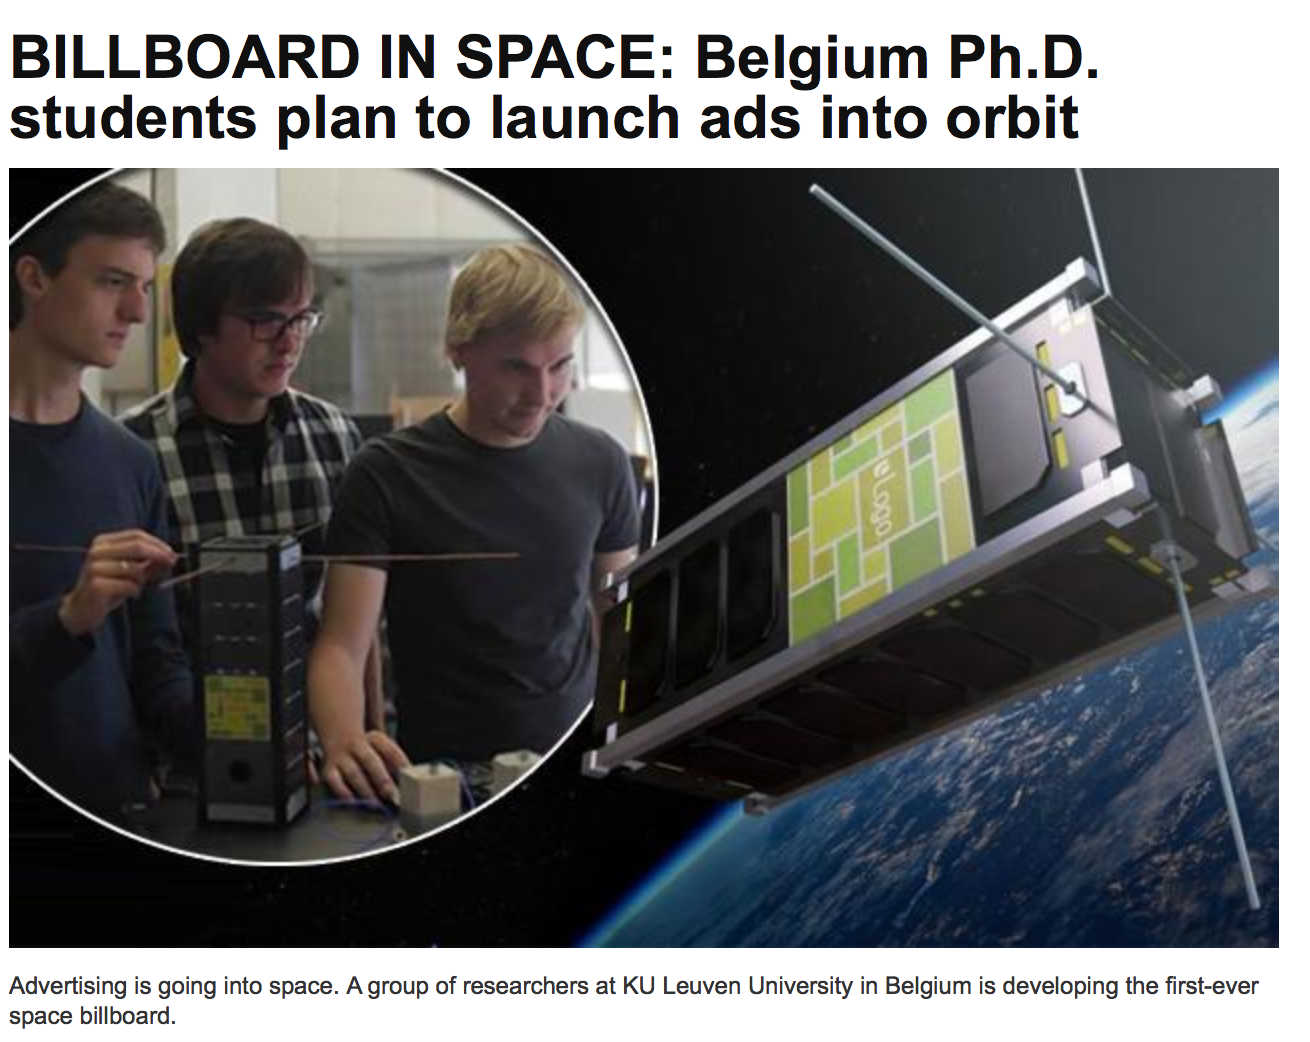 BILLBOARD IN SPACE: Belgium Ph.D.
students plan to launch ads into orbit
eLogo
Advertising is going into space. A group of researchers at KU Leuven University in Belgium is developing the first-ever
space billboard.